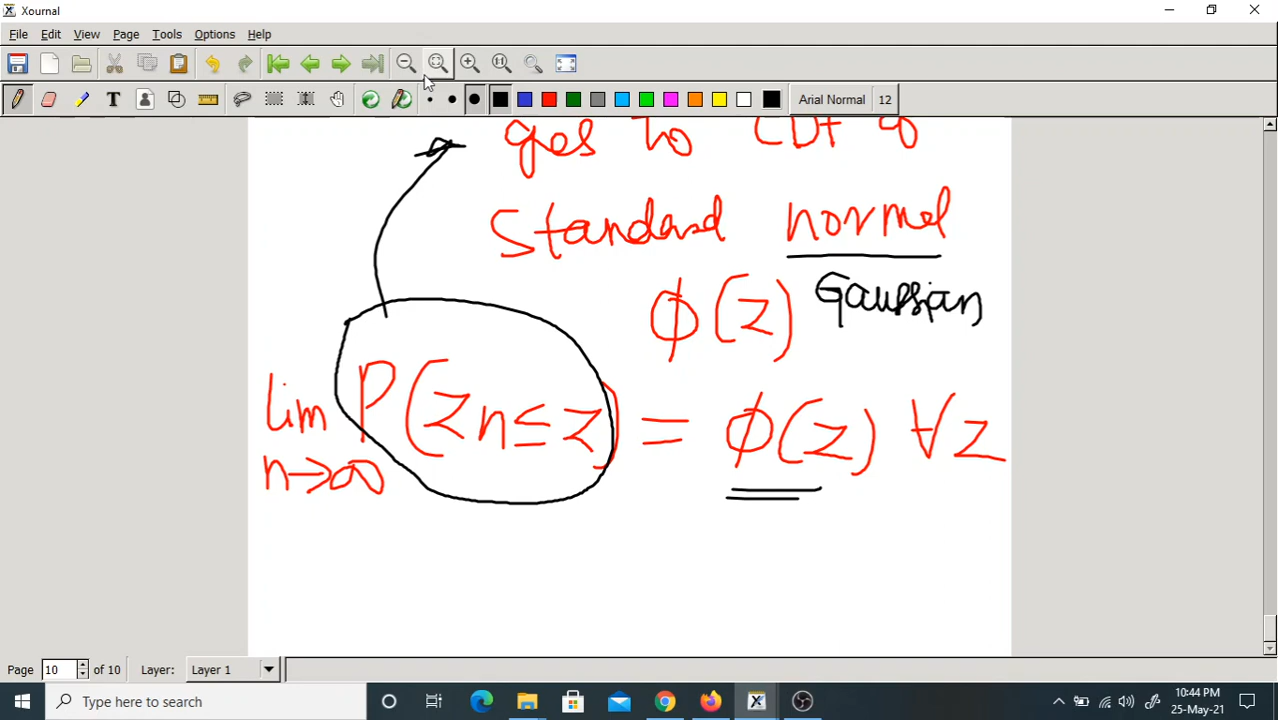 Xournal
File Edit View Page Tools Options Help
Arial Normal 12
ges to CDF of
Standard normal
ϕ(z) Gaussian
lim P(Zn ≤ z) = ϕ(z) ∀z
n→∞
Page 10 of 10 Layer: Layer 1
Type here to search
10:44 PM
25-May-21